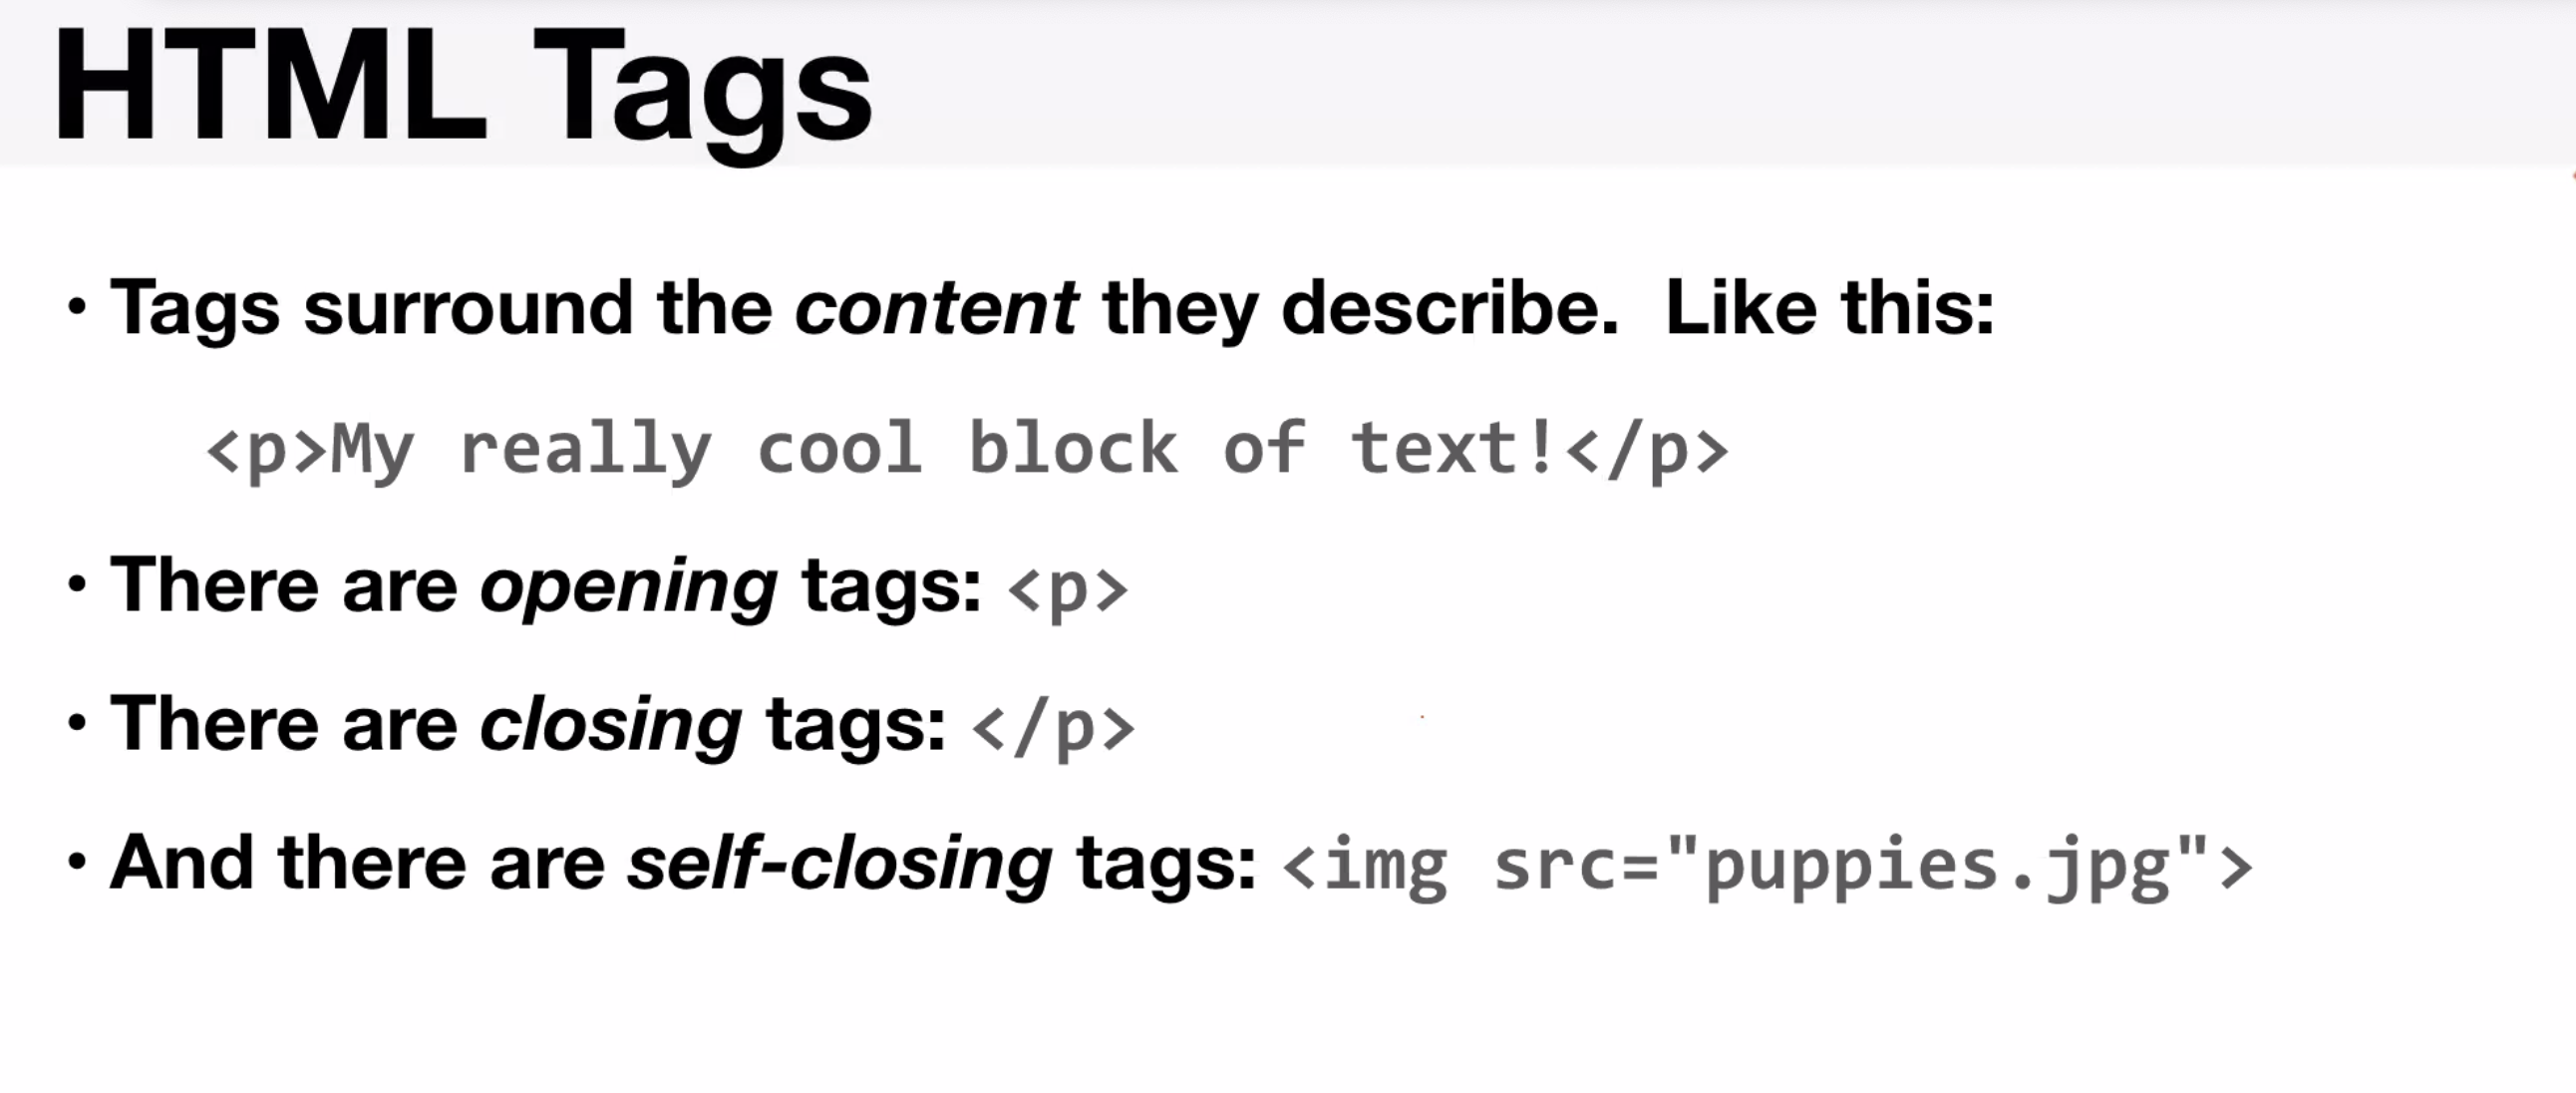 HTML Tags
• Tags surround the content they describe.  Like this:
<p>My really cool block of text!</p>
• There are opening tags: <p>
• There are closing tags: </p>
• And there are self-closing tags: <img src="puppies.jpg">